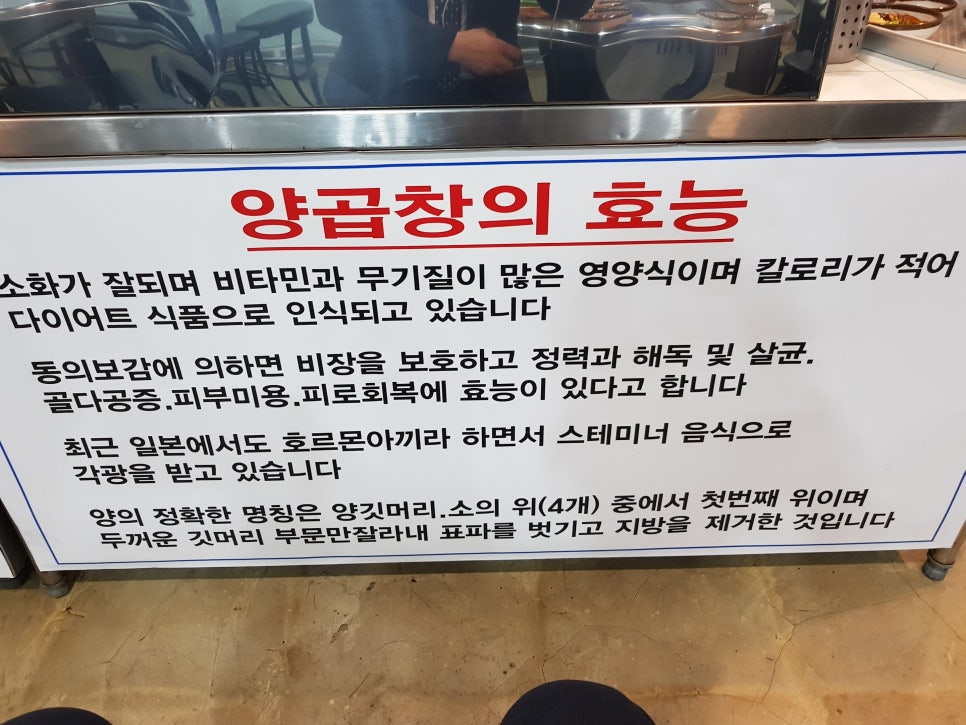 양곱창의 효능
소화가 잘되며 비타민과 무기질이 많은 영양식이며 칼로리가 적어
다이어트 식품으로 인식되고 있습니다
동의보감에 의하면 비장을 보호하고 정력과 해독 및 살균.
골다공증.피부미용.피로회복에 효능이 있다고 합니다
최근 일본에서도 호르몬아끼라 하면서 스테미너 음식으로
각광을 받고 있습니다
양의 정확한 명칭은 양깃머리.소의 위(4개) 중에서 첫번째 위이며
두꺼운 깃머리 부문만잘라내 표파를 벗기고 지방을 제거한 것입니다